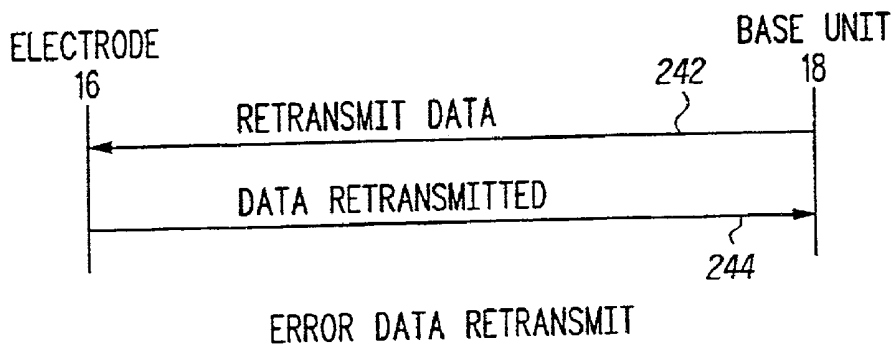 ELECTRODE
16
BASE UNIT
18
242
RETRANSMIT DATA
DATA RETRANSMITTED
244
ERROR DATA RETRANSMIT